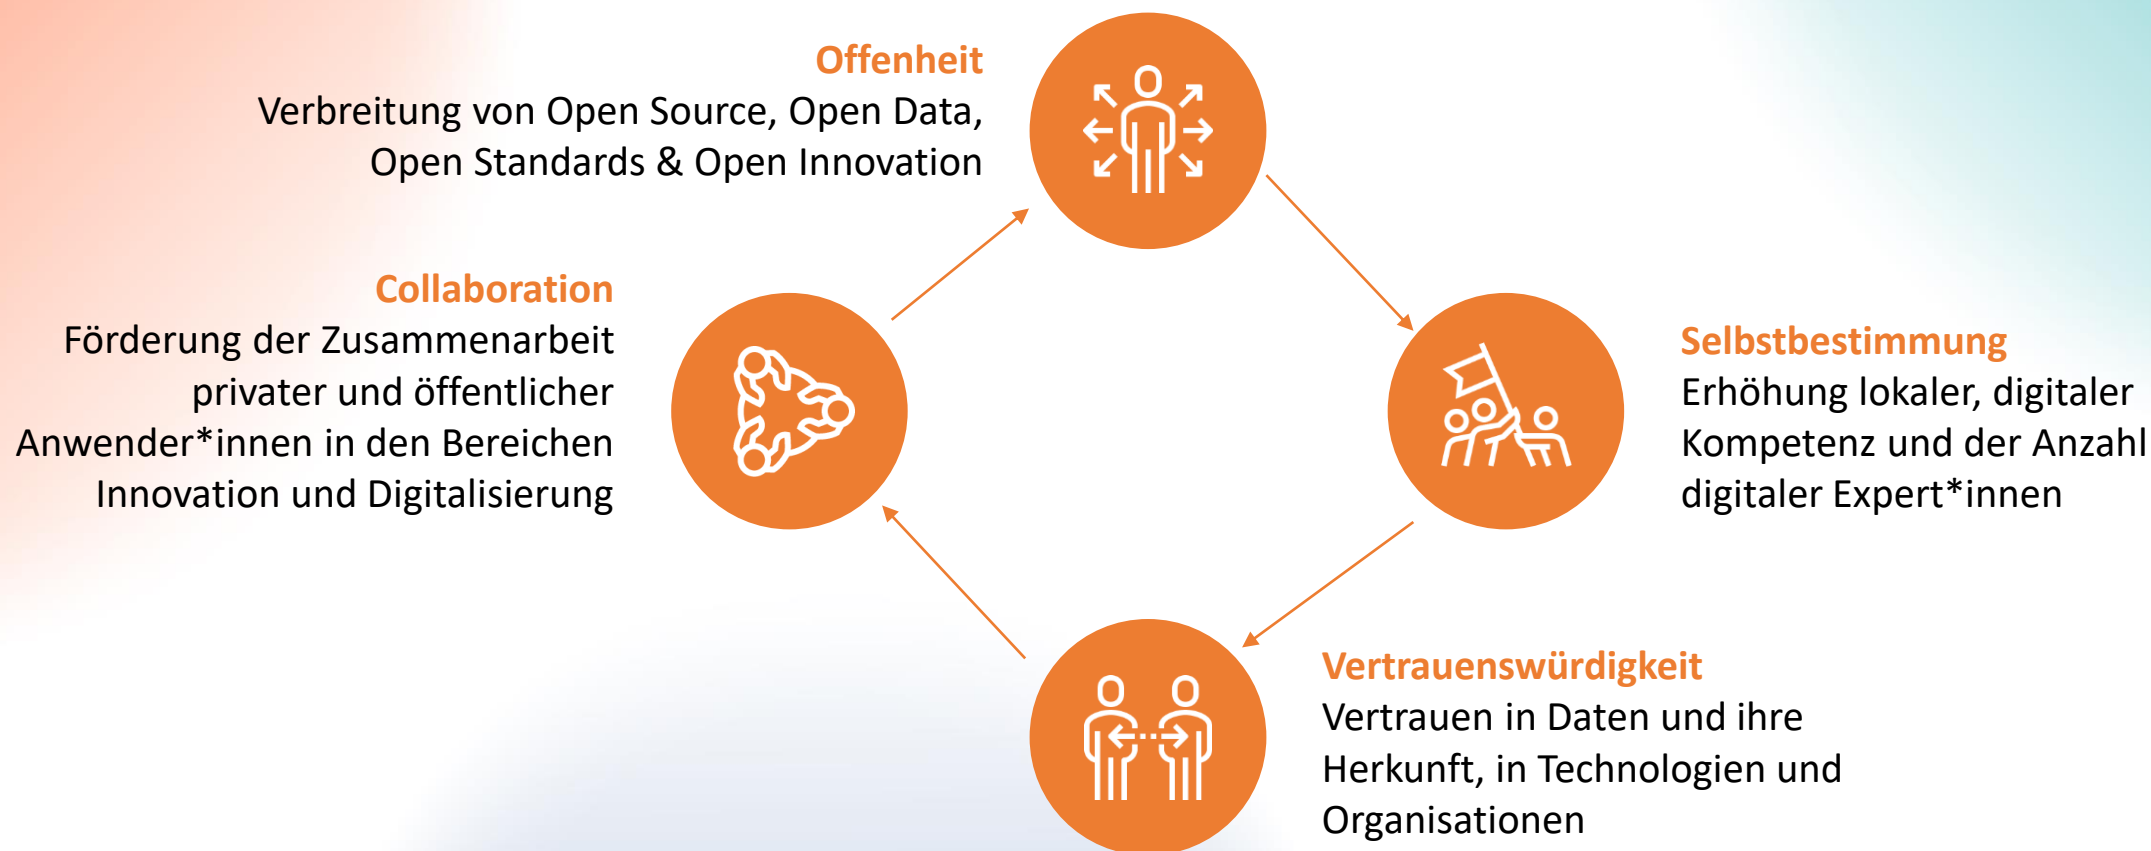 Offenheit
Verbreitung von Open Source, Open Data,
Open Standards & Open Innovation
Collaboration
Förderung der Zusammenarbeit
privater und öffentlicher
Anwender*innen in den Bereichen
Innovation und Digitalisierung
Selbstbestimmung
Erhöhung lokaler, digitaler
Kompetenz und der Anzahl
digitaler Expert*innen
Vertrauenswürdigkeit
Vertrauen in Daten und ihre
Herkunft, in Technologien und
Organisationen